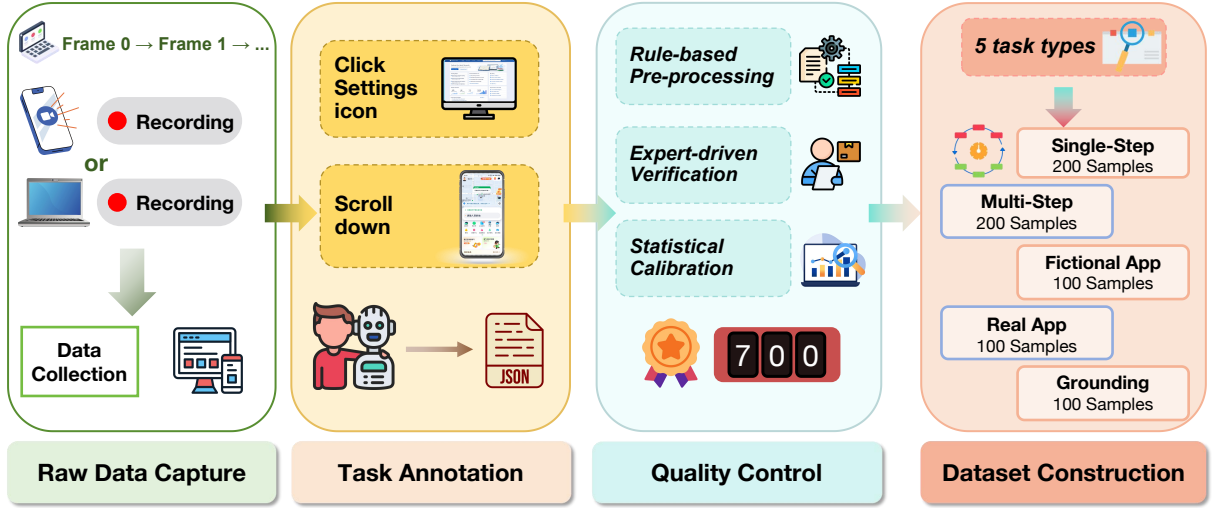 Frame 0 → Frame 1 → ...
Recording
or
Recording
Data
Collection
Raw Data Capture
Click
Settings
icon
Scroll
down
JSON
Task Annotation
Rule-based
Pre-processing
Expert-driven
Verification
Statistical
Calibration
700
Quality Control
5 task types
Single-Step
200 Samples
Multi-Step
200 Samples
Fictional App
100 Samples
Real App
100 Samples
Grounding
100 Samples
Dataset Construction